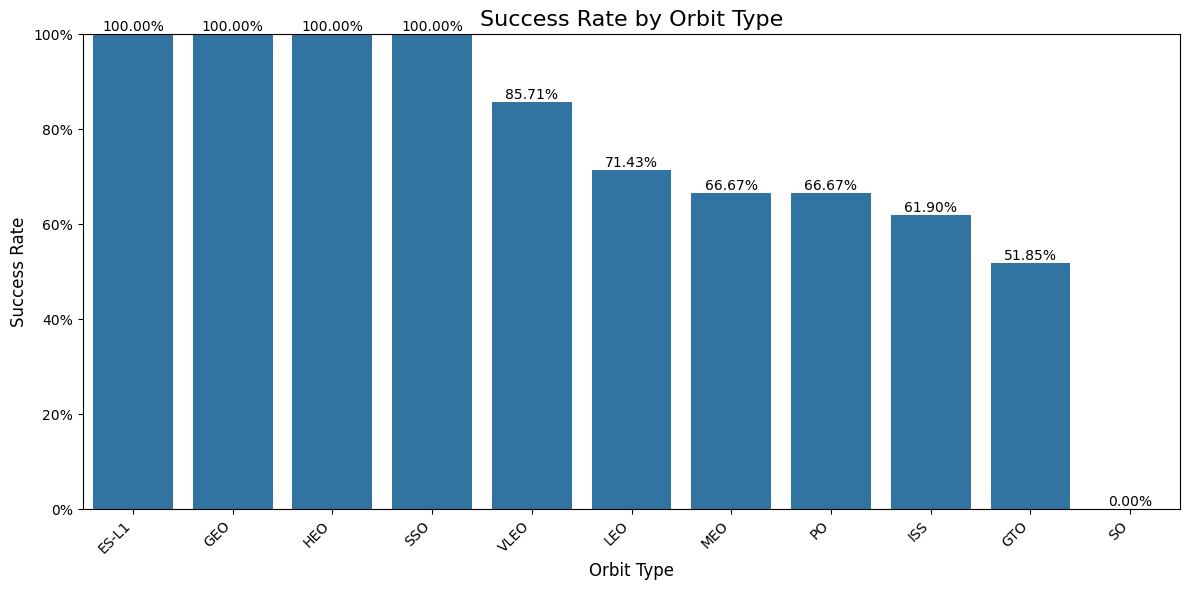 Success Rate by Orbit Type
100.00% 100.00% 100.00% 100.00% 85.71% 71.43% 66.67% 66.67% 61.90% 51.85% 0.00%
100%
80%
60%
40%
20%
0%
Success Rate
ES-L1 GEO HEO SSO VLEO LEO MEO PO ISS GTO SO
Orbit Type